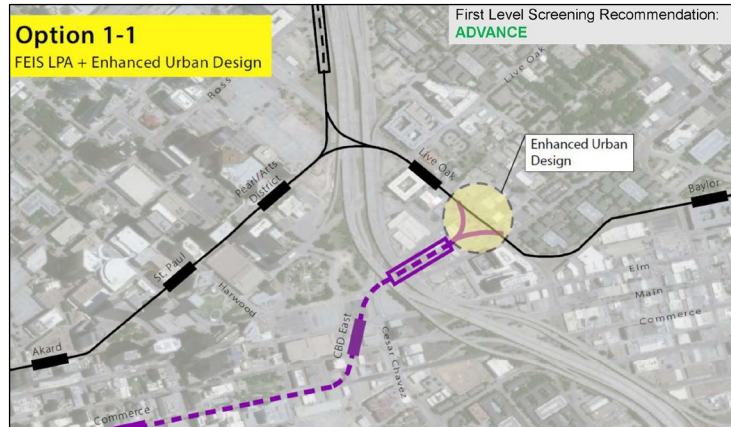 Option 1-1
FEIS LPA + Enhanced Urban Design
First Level Screening Recommendation:
ADVANCE
Ross
Live Oak
Enhanced Urban
Design
Live Oak
Baylor
Pearl/Arts
District
St. Paul
Harwood
Elm
Main
Commerce
CBD East
Cesar Chavez
Akard
Commerce